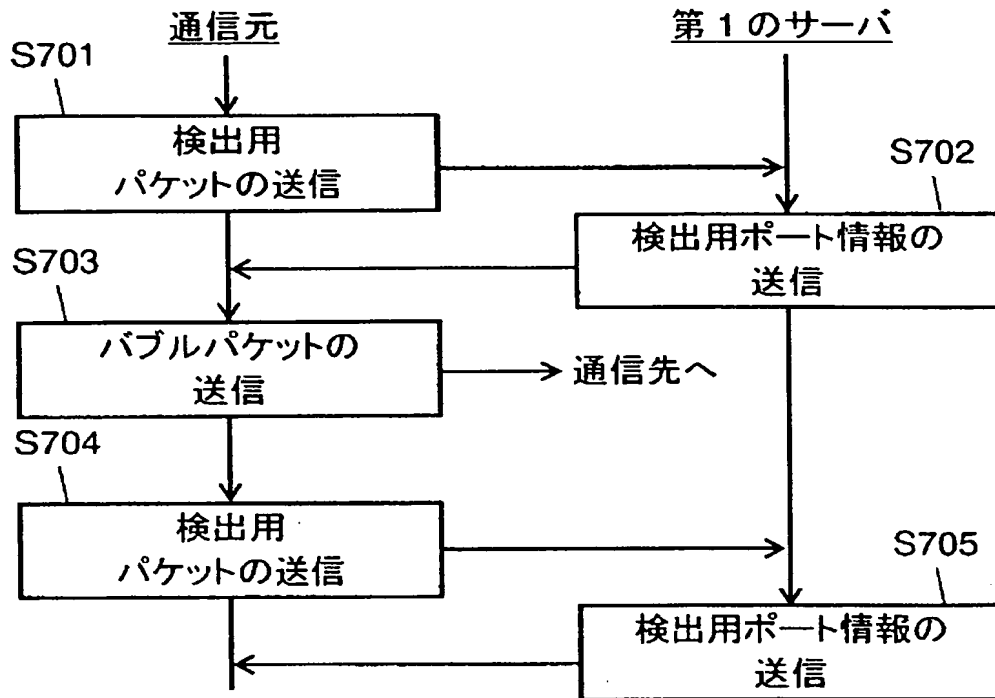 通信元
第1のサーバ
S701
検出用
パケットの送信
S702
検出用ポート情報の
送信
S703
バブルパケットの
送信
通信先へ
S704
検出用
パケットの送信
S705
検出用ポート情報の
送信